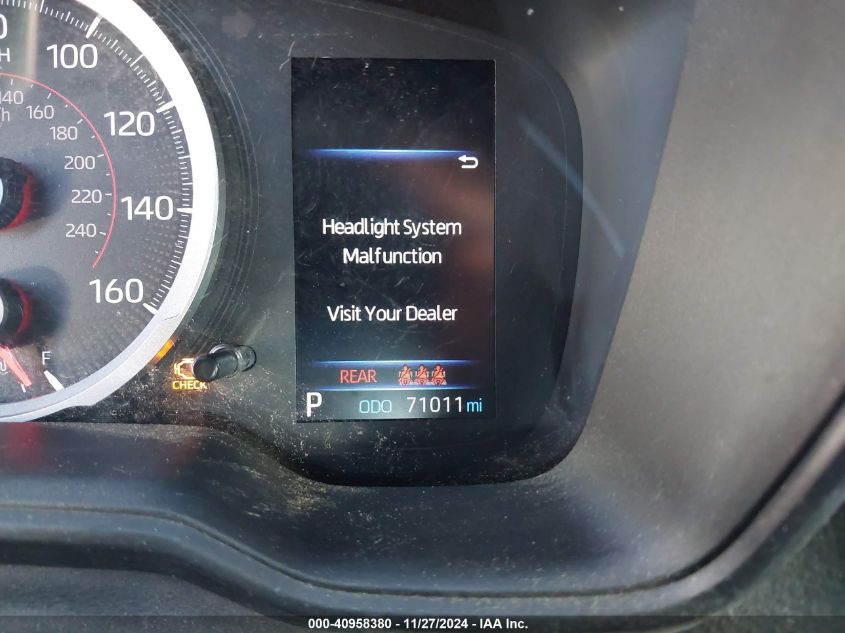 100
120
140
160
140
160
180
200
220
240
F
CHECK
Headlight System
Malfunction
Visit Your Dealer
REAR
P ODO 71011 mi
000-40958380 - 11/27/2024 - IAA Inc.